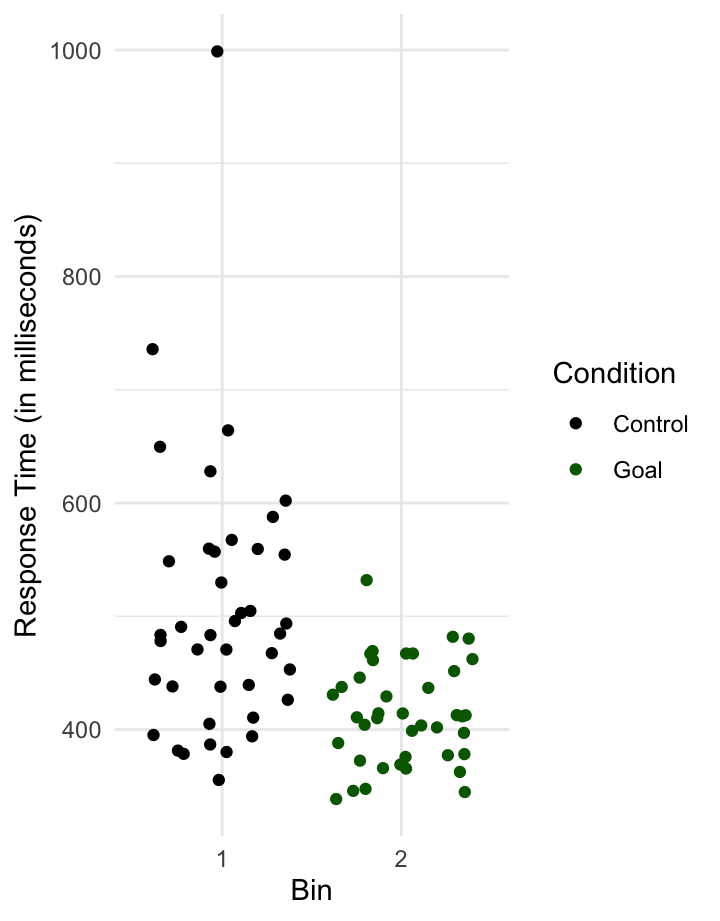 Response Time (in milliseconds)
1000
800
600
400
1 2
Bin
Condition
Control
Goal